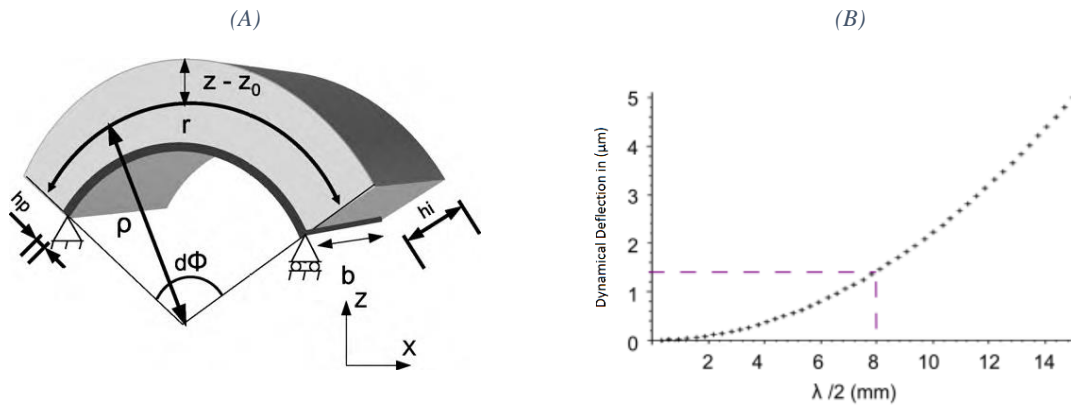 (A)
(B)
z - z₀
r
hp
ρ
dΦ
hi
b
z
x
Dynamical Deflection in (μm)
5
4
3
2
1
0
2 4 6 8 10 12 14
λ /2 (mm)